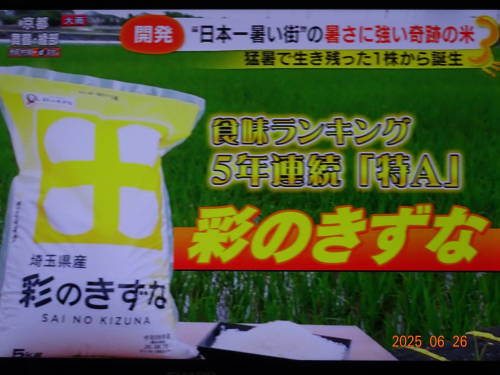 京都
大雨
開発
"日本一暑い街"の暑さに強い奇跡の米
猛暑で生き残った1株から誕生
食味ランキング
5年連続「特A」
彩のきずな
埼玉県産
彩のきずな
SAI NO KIZUNA
5kg
2025 06 26